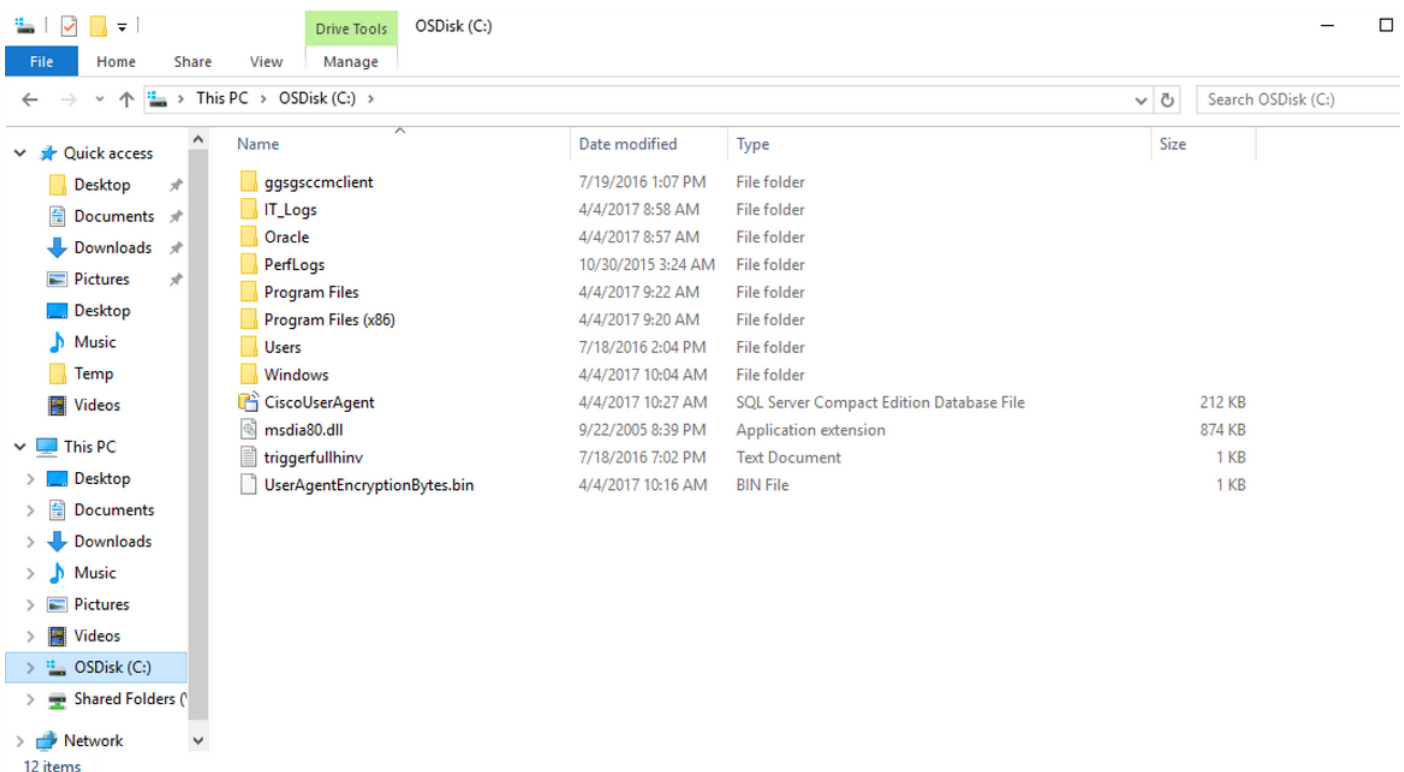 Drive Tools OSDisk (C:)
File Home Share View Manage
This PC > OSDisk (C:) > Search OSDisk (C:)
Name Date modified Type Size
Quick access
Desktop
Documents
Downloads
Pictures
Desktop
Music
Temp
Videos
This PC
Desktop
Documents
Downloads
Music
Pictures
Videos
OSDisk (C:)
Shared Folders (
Network
ggsgsccmclient 7/19/2016 1:07 PM File folder
IT_Logs 4/4/2017 8:58 AM File folder
Oracle 4/4/2017 8:57 AM File folder
PerfLogs 10/30/2015 3:24 AM File folder
Program Files 4/4/2017 9:22 AM File folder
Program Files (x86) 4/4/2017 9:20 AM File folder
Users 7/18/2016 2:04 PM File folder
Windows 4/4/2017 10:04 AM File folder
CiscoUserAgent 4/4/2017 10:27 AM SQL Server Compact Edition Database File 212 KB
msdia80.dll 9/22/2005 8:39 PM Application extension 874 KB
triggerfullhinv 7/18/2016 7:02 PM Text Document 1 KB
UserAgentEncryptionBytes.bin 4/4/2017 10:16 AM BIN File 1 KB
12 items